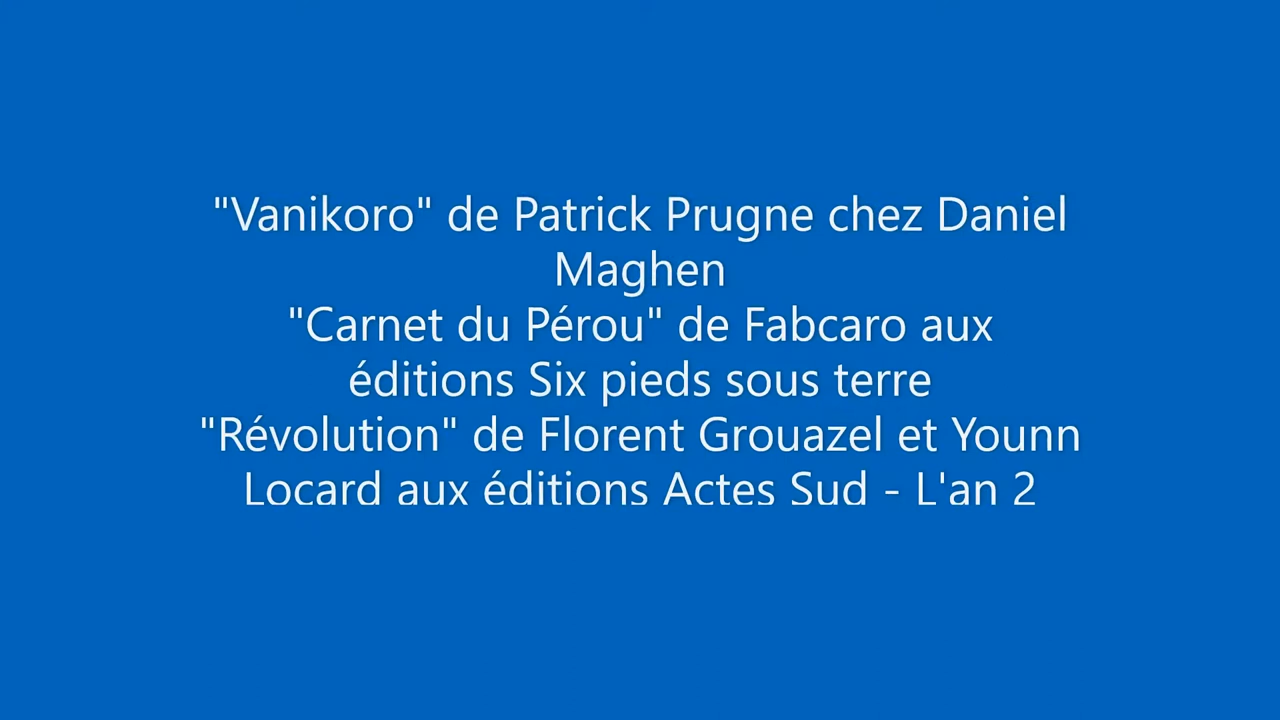 "Vanikoro" de Patrick Prugne chez Daniel
Maghen
"Carnet du Pérou" de Fabcaro aux
éditions Six pieds sous terre
"Révolution" de Florent Grouazel et Younn
Locard aux éditions Actes Sud - L'an 2